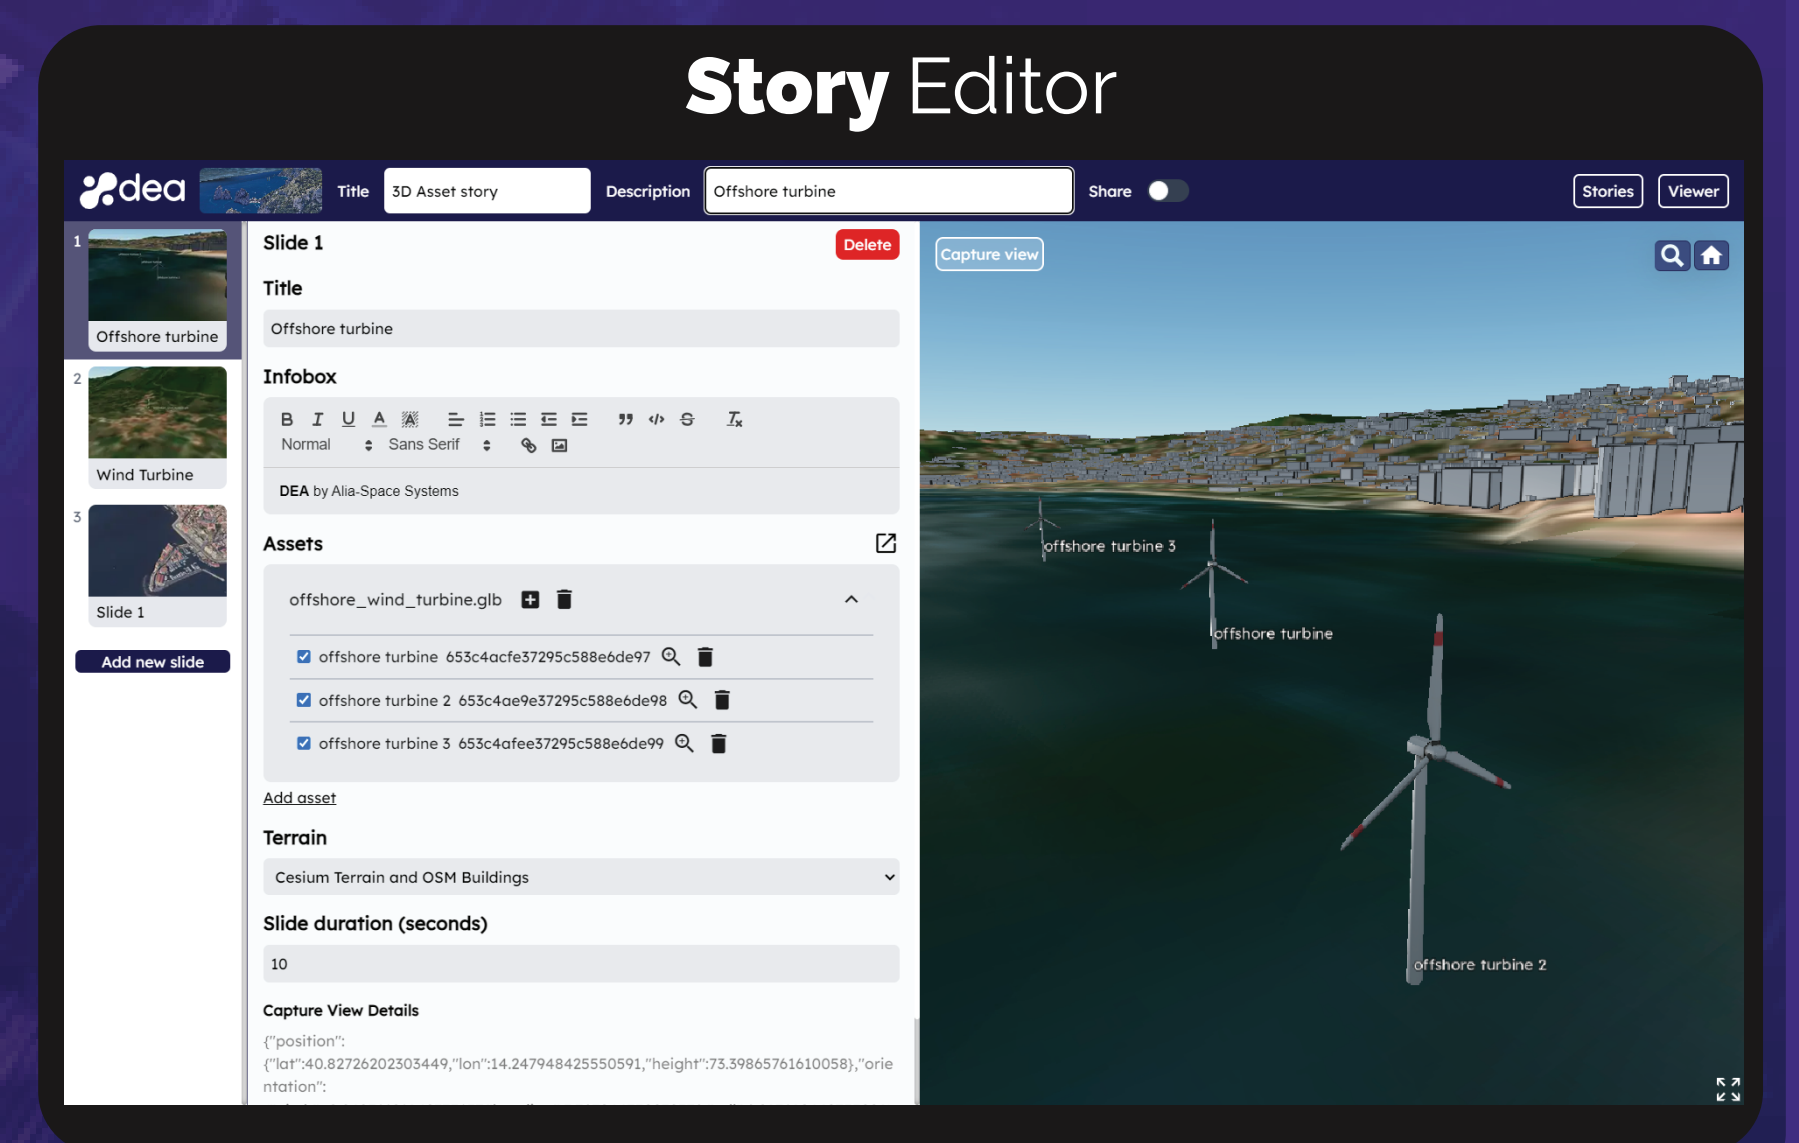 Story Editor
dea
Title
3D Asset story
Description
Offshore turbine
Share
Stories
Viewer
1
Offshore turbine
2
Wind Turbine
3
Slide 1
Add new slide
Slide 1
Delete
Title
Offshore turbine
Infobox
B I U A A
Normal
Sans Serif
DEA by Alia-Space Systems
Assets
offshore_wind_turbine.glb
offshore turbine 653c4acfe37295c588e6de97
offshore turbine 2 653c4ae9e37295c588e6de98
offshore turbine 3 653c4afee37295c588e6de99
Add asset
Terrain
Cesium Terrain and OSM Buildings
Slide duration (seconds)
10
Capture View Details
{"position":
{"lat":40.82726202303449,"lon":14.247948425550591,"height":73.39865761610058},"orie
ntation":
Capture view
offshore turbine 3
offshore turbine
offshore turbine 2